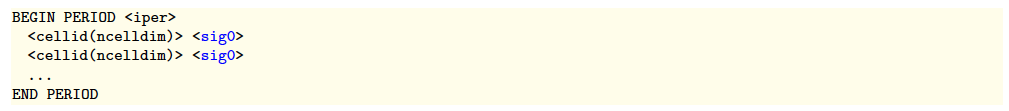 BEGIN PERIOD <iper>
<cellid(ncelldim)> <sig0>
<cellid(ncelldim)> <sig0>
...
END PERIOD